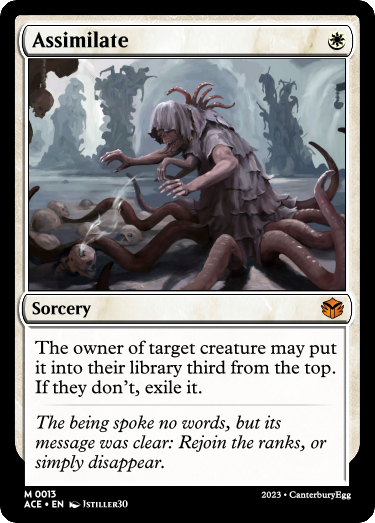 Assimilate
Sorcery
The owner of target creature may put
it into their library third from the top.
If they don't, exile it.
The being spoke no words, but its
message was clear: Rejoin the ranks, or
simply disappear.
M 0013
ACE • EN Jstiller30
2023 • CanterburyEgg